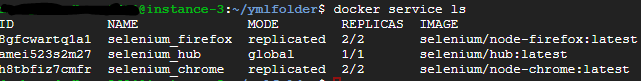 @instance-3:~/ymlfolder$ docker service ls
ID NAME MODE REPLICAS IMAGE
8gfcwartq1a1 selenium_firefox replicated 2/2 selenium/node-firefox:latest
amei523s2m27 selenium_hub global 1/1 selenium/hub:latest
h8tbfiz7cmfr selenium_chrome replicated 2/2 selenium/node-chrome:latest